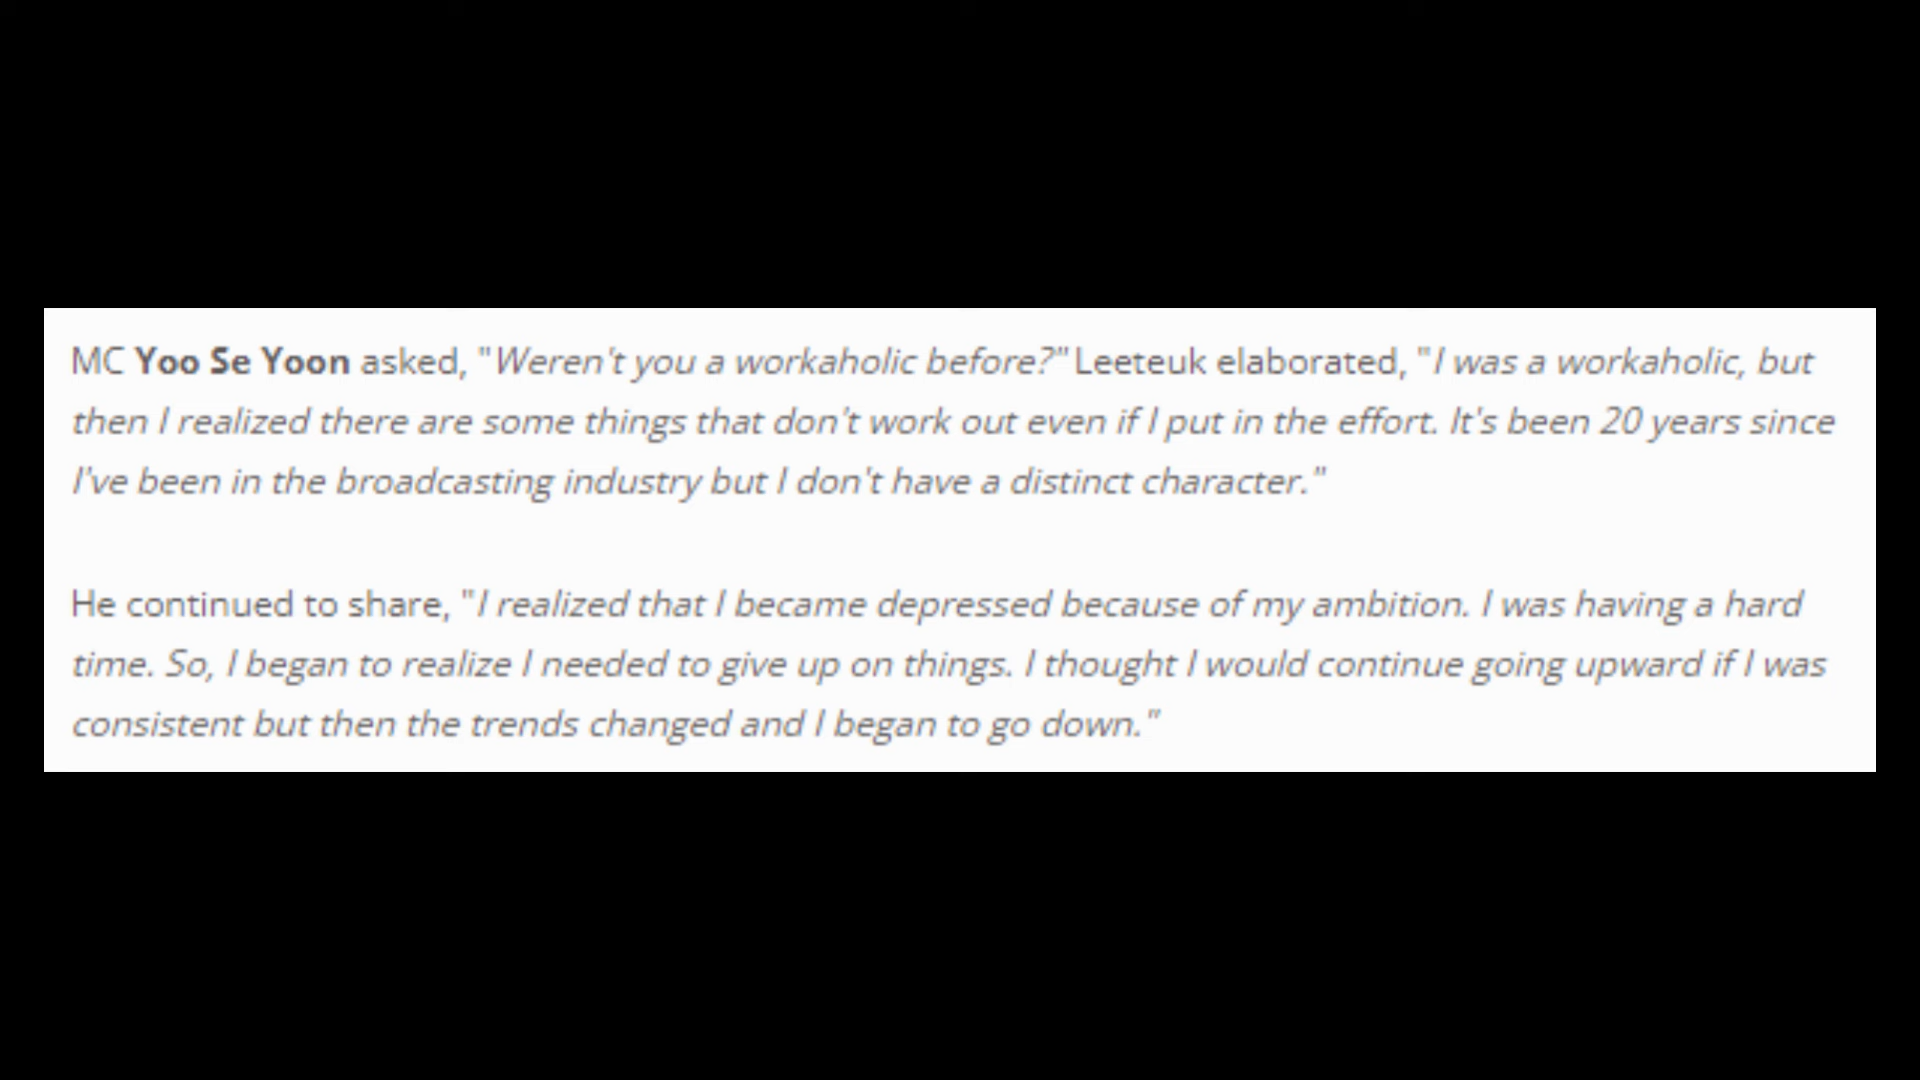 MC Yoo Se Yoon asked, "Weren't you a workaholic before?" Leeteuk elaborated, "I was a workaholic, but
then I realized there are some things that don't work out even if I put in the effort. It's been 20 years since
I've been in the broadcasting industry but I don't have a distinct character."
He continued to share, "I realized that I became depressed because of my ambition. I was having a hard
time. So, I began to realize I needed to give up on things. I thought I would continue going upward if I was
consistent but then the trends changed and I began to go down."